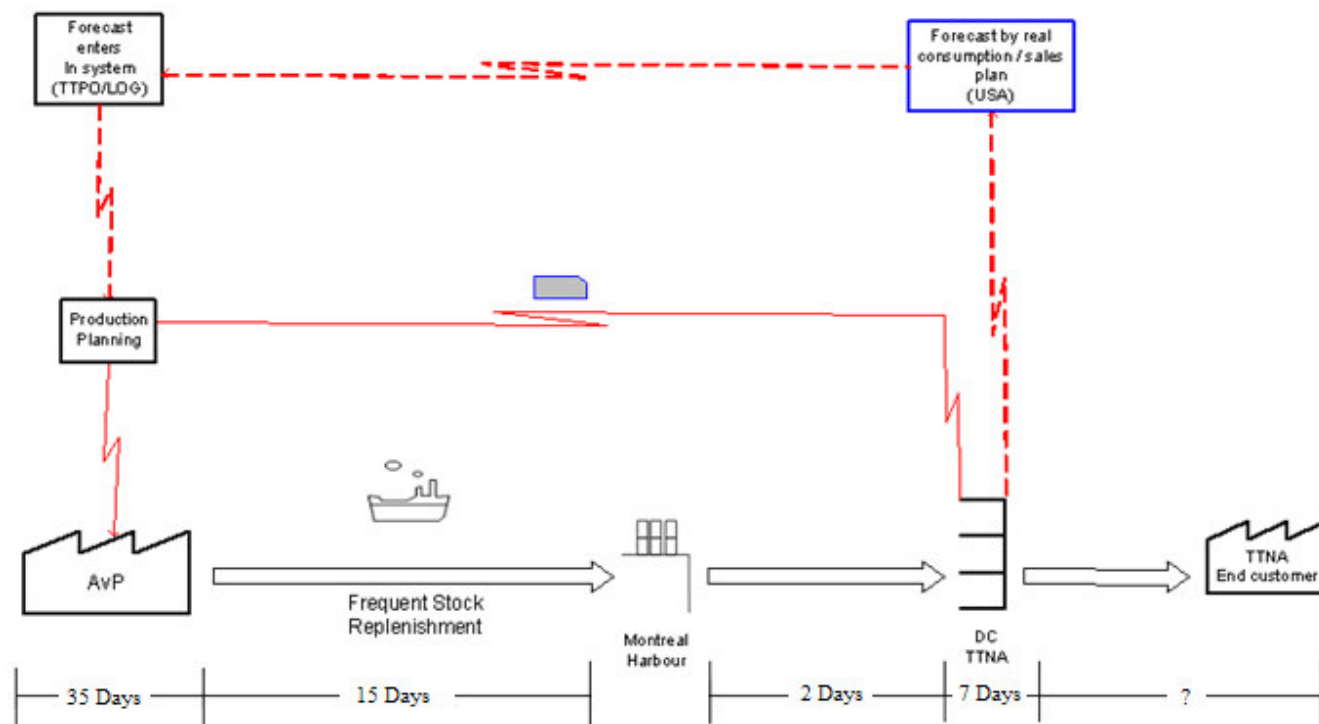 Forecast
enters
In system
(TTPO/LOG)
Forecast by real
consumption / sales
plan
(USA)
Production
Planning
AvP
Frequent Stock
Replenishment
Montreal
Harbour
DC
TTNA
TTNA
End customer
35 Days
15 Days
2 Days
7 Days
?